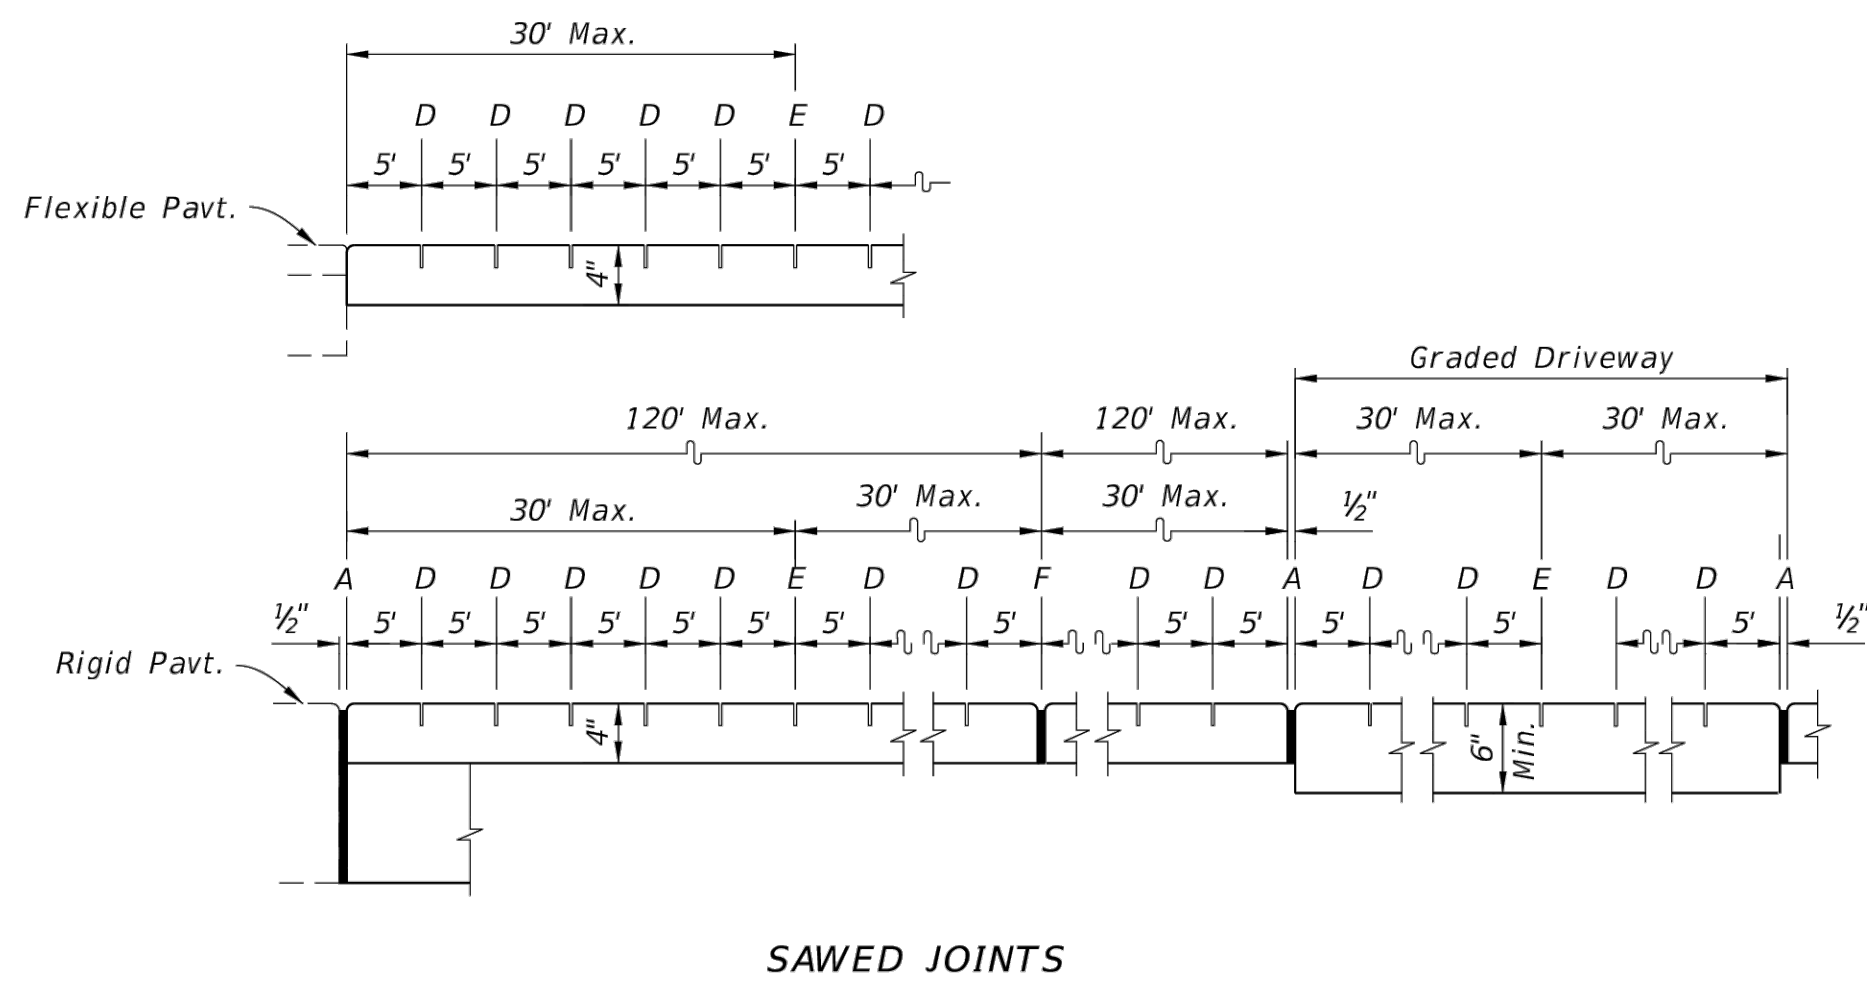 30' Max.
D D D D D E D
5' 5' 5' 5' 5' 5' 5'
Flexible Pavt.
4"
Graded Driveway
120' Max. 120' Max. 30' Max. 30' Max.
30' Max. 30' Max. 30' Max. ½"
A D D D D D E D D F D D A D D E D D A
½" 5' 5' 5' 5' 5' 5' 5' 5' 5' 5' 5' 5' 5' ½"
Rigid Pavt.
4" 6" Min.
SAWED JOINTS